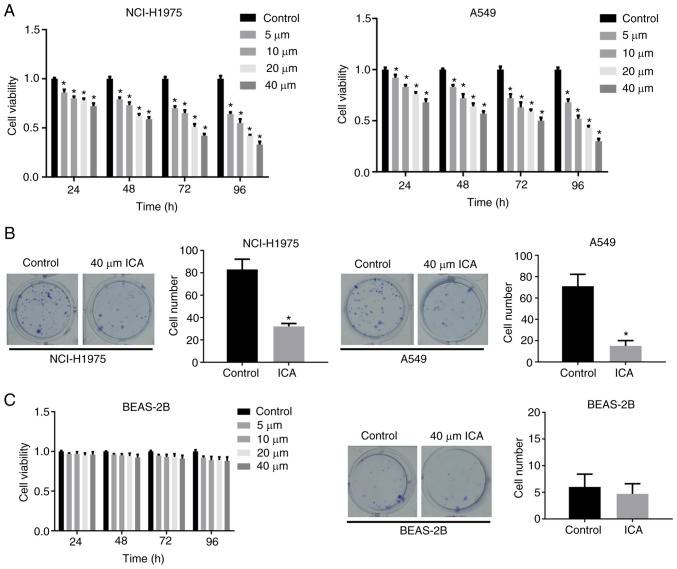 A
NCI-H1975
Cell viability
1.5
1.0
0.5
0.0
* * * *
* * * *
* * * *
* * * *
24 48 72 96
Time (h)
Control
5 µm
10 µm
20 µm
40 µm
A549
Cell viability
1.5
1.0
0.5
0.0
* * * *
* * * *
* * * *
* * * *
24 48 72 96
Time (h)
Control
5 µm
10 µm
20 µm
40 µm
B
Control 40 µm ICA
NCI-H1975
NCI-H1975
Cell number
100
80
60
40
20
0
*
Control ICA
Control 40 µm ICA
A549
A549
Cell number
100
80
60
40
20
0
*
Control ICA
C
BEAS-2B
Cell viability
1.5
1.0
0.5
0.0
24 48 72 96
Time (h)
Control
5 µm
10 µm
20 µm
40 µm
Control 40 µm ICA
BEAS-2B
BEAS-2B
Cell number
20
15
10
5
0
Control ICA